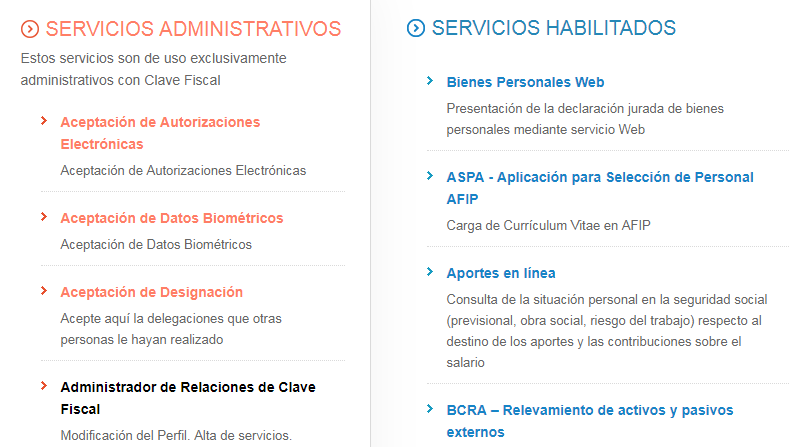 SERVICIOS ADMINISTRATIVOS
Estos servicios son de uso exclusivamente
administrativos con Clave Fiscal
Aceptación de Autorizaciones
Electrónicas
Aceptación de Autorizaciones Electrónicas
Aceptación de Datos Biométricos
Aceptación de Datos Biométricos
Aceptación de Designación
Acepte aquí la delegaciones que otras
personas le hayan realizado
Administrador de Relaciones de Clave
Fiscal
Modificación del Perfil. Alta de servicios.
SERVICIOS HABILITADOS
Bienes Personales Web
Presentación de la declaración jurada de bienes
personales mediante servicio Web
ASPA - Aplicación para Selección de Personal
AFIP
Carga de Currículum Vitae en AFIP
Aportes en línea
Consulta de la situación personal en la seguridad social
(previsional, obra social, riesgo del trabajo) respecto al
destino de los aportes y las contribuciones sobre el
salario
BCRA – Relevamiento de activos y pasivos
externos